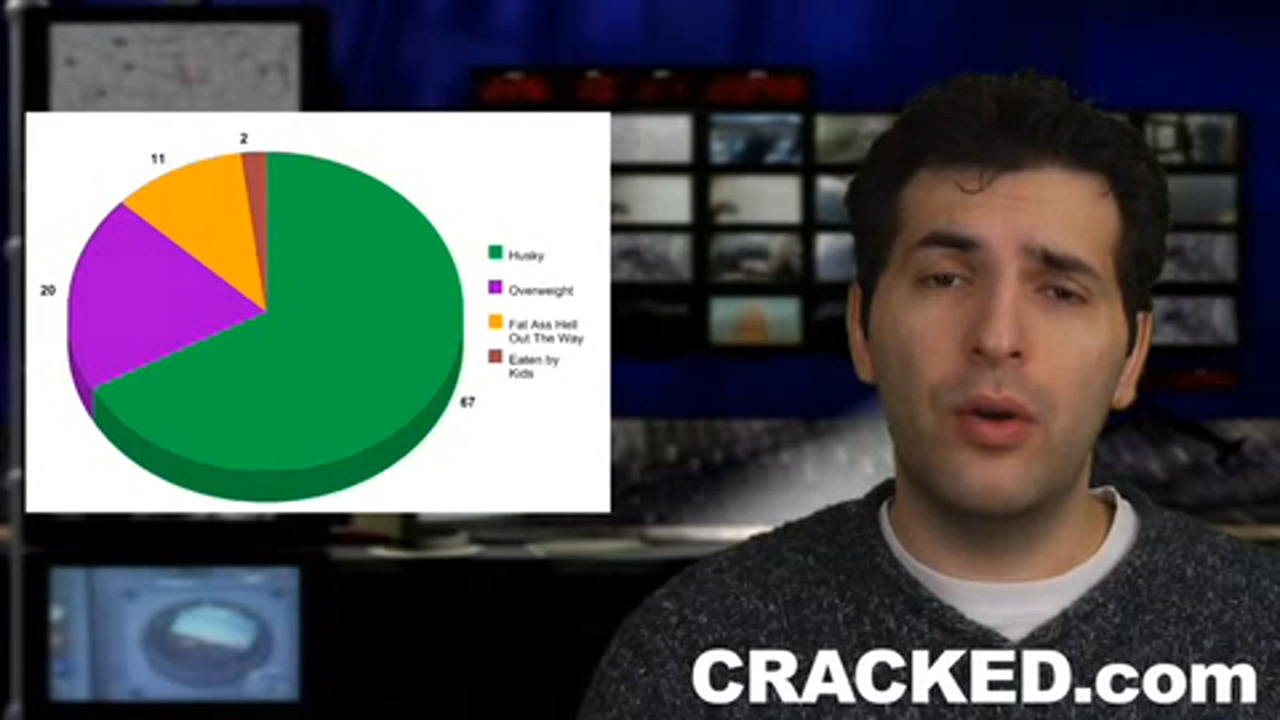 2
11
20
67
Husky
Overweight
Fat Ass Hell
Out The Way
Eaten by
Kids
CRACKED.com